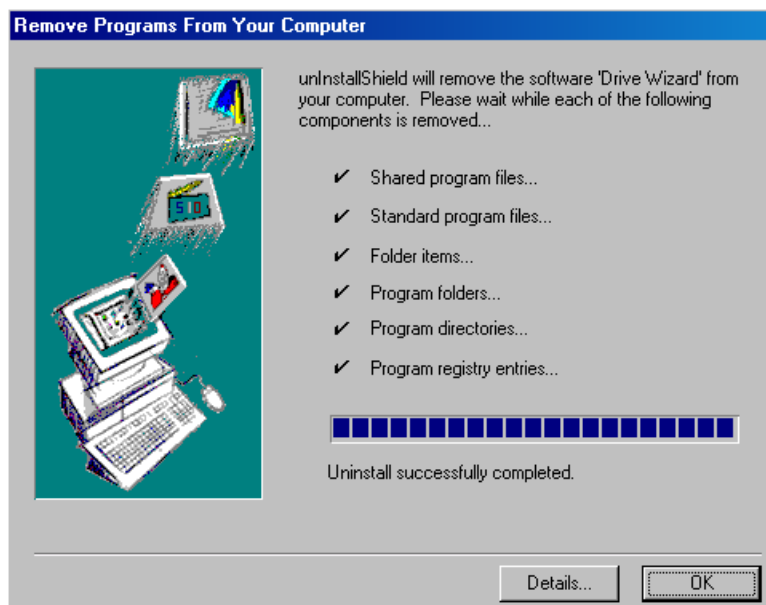 Remove Programs From Your Computer
unInstallShield will remove the software 'Drive Wizard' from
your computer. Please wait while each of the following
components is removed...
✔ Shared program files...
✔ Standard program files...
✔ Folder items...
✔ Program folders...
✔ Program directories...
✔ Program registry entries...
Uninstall successfully completed.
Details...
OK